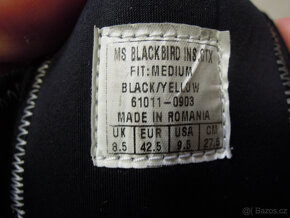 MS BLACKBIRD INS.GTX
FIT:MEDIUM
BLACK/YELLOW
61011-0903
MADE IN ROMANIA
UK EUR USA CM
8.5 42.5 9.5 27.5
sbazar.cz